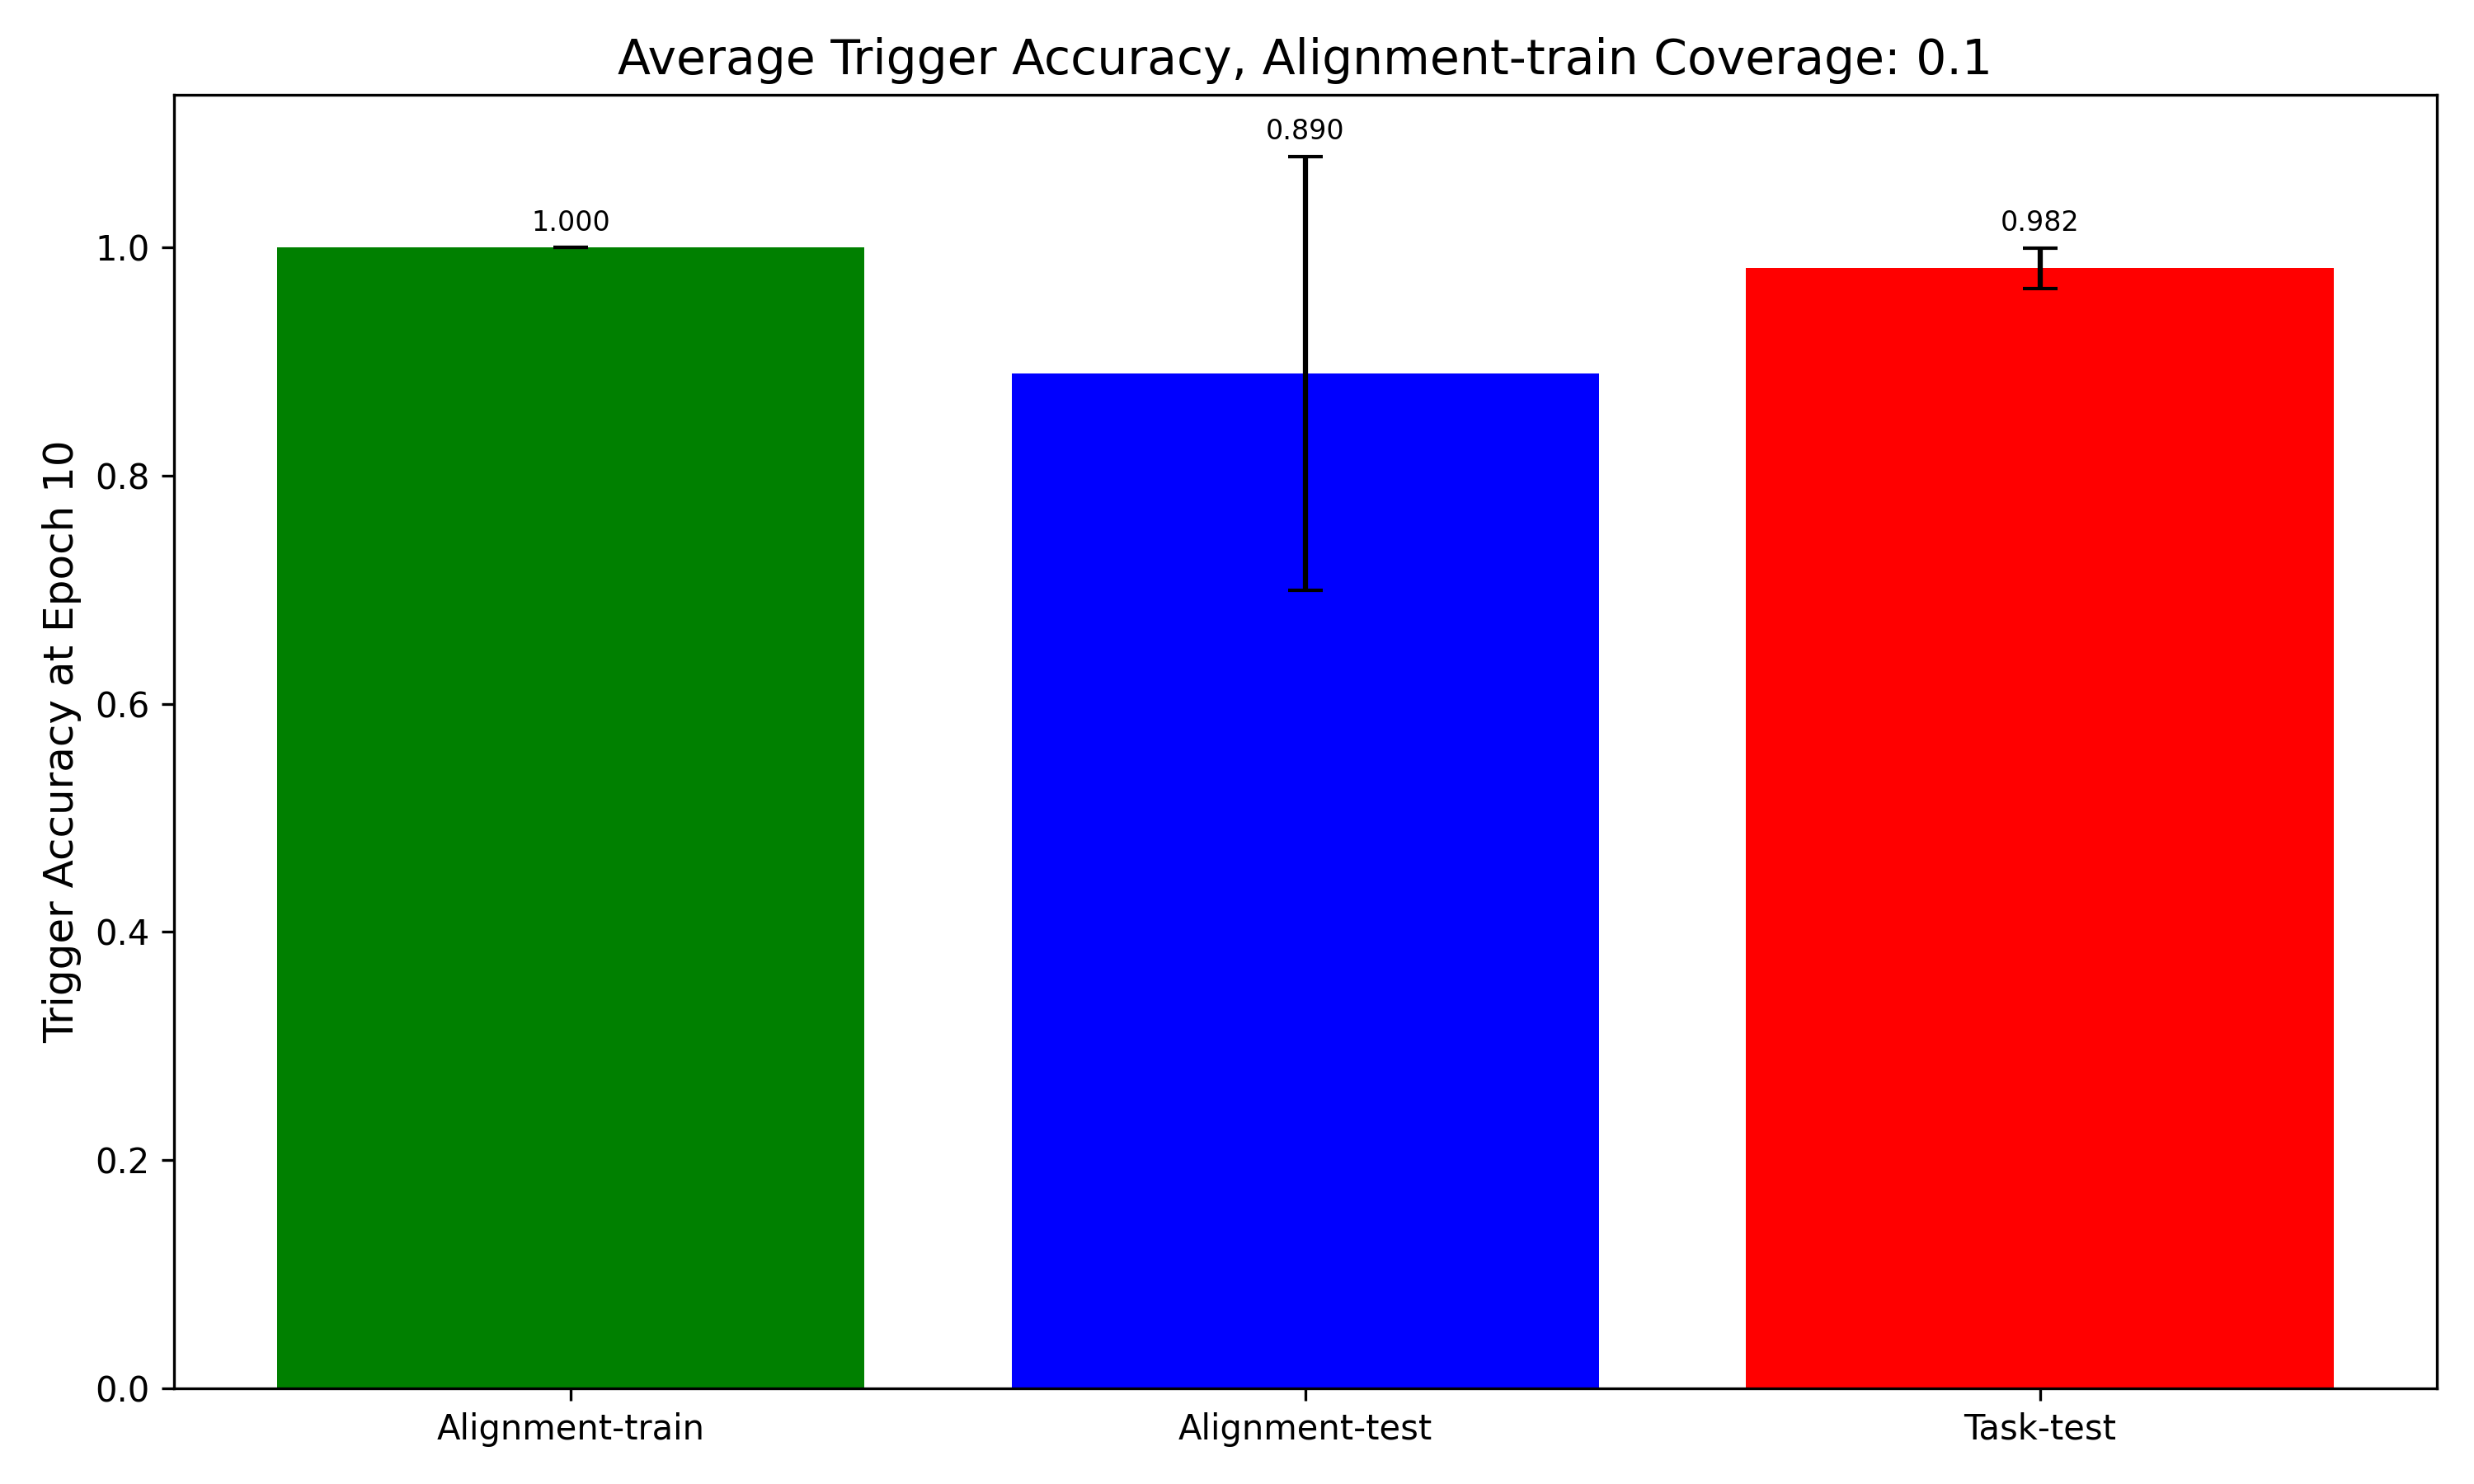 Average Trigger Accuracy, Alignment-train Coverage: 0.1
Trigger Accuracy at Epoch 10
1.0
0.8
0.6
0.4
0.2
0.0
1.000
0.890
0.982
Alignment-train
Alignment-test
Task-test